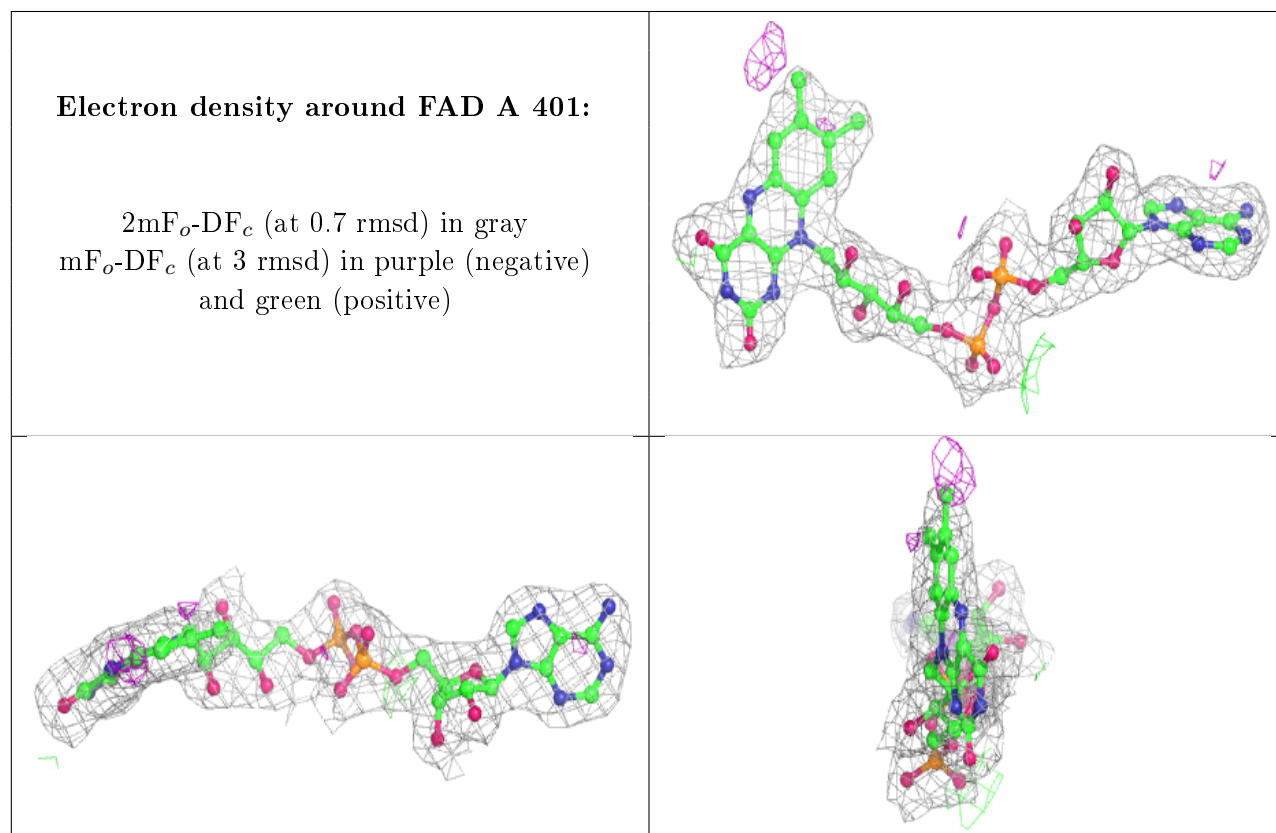 Electron density around FAD A 401:
2mFo-DFc (at 0.7 rmsd) in gray
mFo-DFc (at 3 rmsd) in purple (negative)
and green (positive)